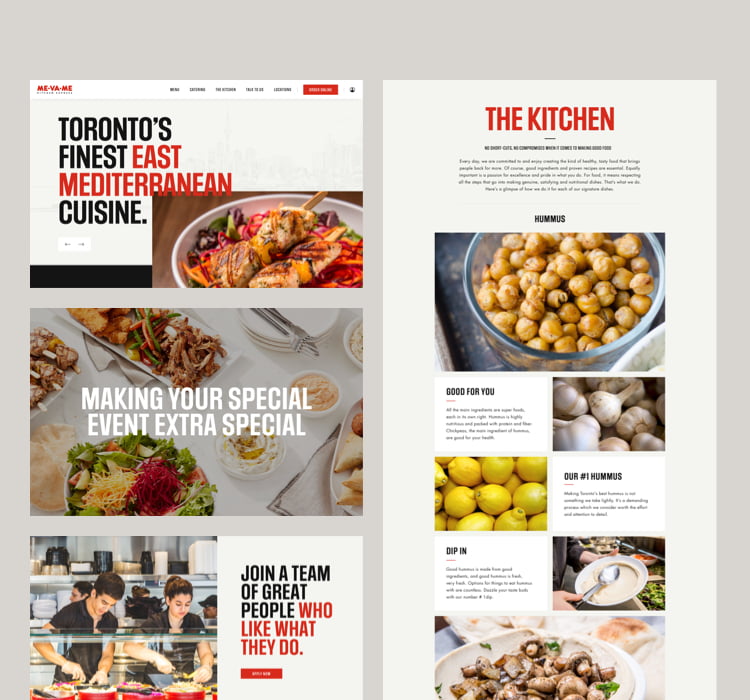 ME·VA·ME
KITCHEN EXPRESS
MENU
CATERING
THE KITCHEN
TALK TO US
LOCATIONS
ORDER ONLINE
TORONTO'S
FINEST EAST
MEDITERRANEAN
CUISINE.
MAKING YOUR SPECIAL
EVENT EXTRA SPECIAL
JOIN A TEAM
OF GREAT
PEOPLE WHO
LIKE WHAT
THEY DO.
APPLY NOW
THE KITCHEN
NO SHORT-CUTS, NO COMPROMISES WHEN IT COMES TO MAKING GOOD FOOD
Every day, we are committed to and enjoy creating the kind of healthy, tasty food that brings
people back for more. Of course, good ingredients and proven recipes are essential. Equally
important is a passion for excellence and pride in what you do. For food, it means respecting
all the steps that go into making genuine, satisfying and nutritional dishes. That's what we do.
Here's a glimpse of how we do it for each of our signature dishes.
HUMMUS
GOOD FOR YOU
All the main ingredients are super foods,
each in its own right. Hummus is highly
nutritious and packed with protein and fiber.
Chickpeas, the main ingredient of hummus,
are good for your health.
OUR #1 HUMMUS
Making Toronto's best hummus is not
something we take lightly. It's a demanding
process which we consider worth the effort
and attention to detail.
DIP IN
Good hummus is made from good
ingredients, and good hummus is fresh,
very fresh. Options for things to eat hummus
with are countless. Dazzle your taste buds
with our number # 1 dip.